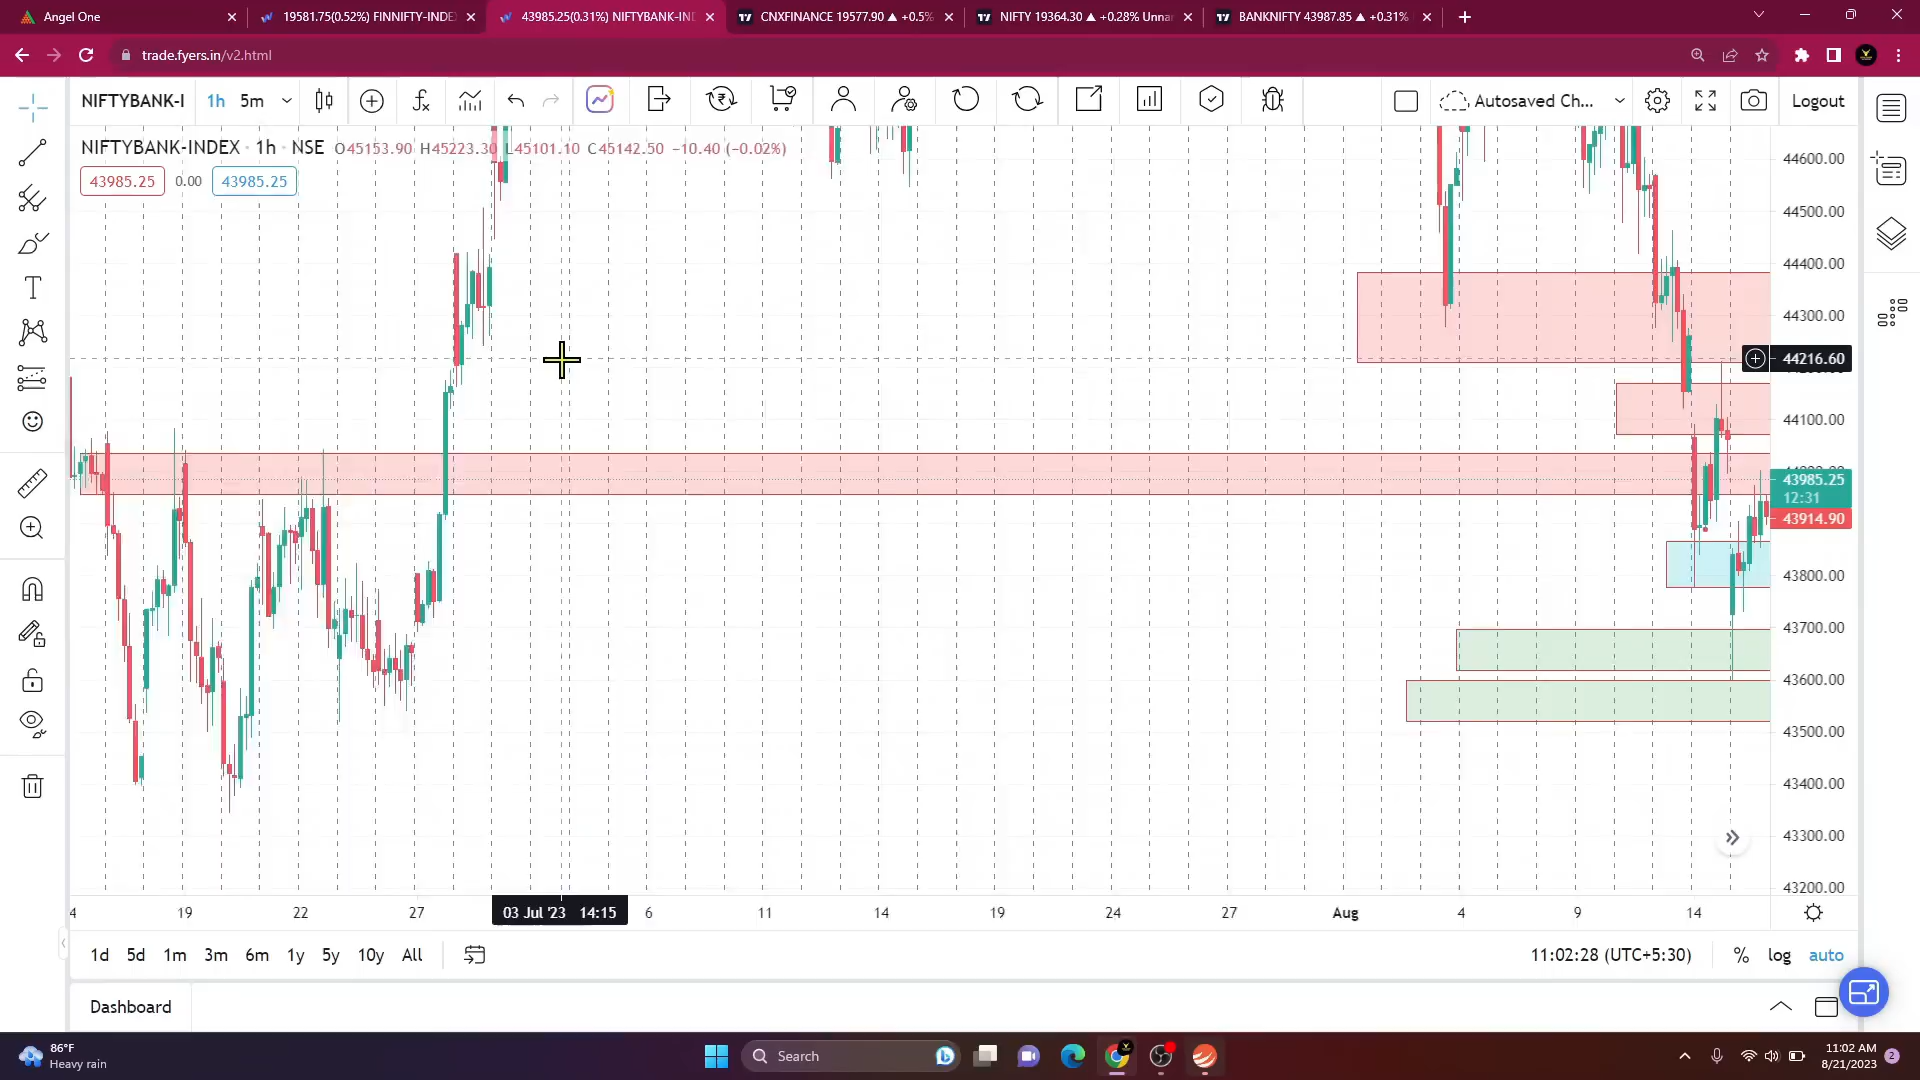 Angel One
19581.75(0.52%) FINNIFTY-INDEX
43985.25(0.31%) NIFTYBANK-IND
CNXFINANCE 19577.90 ▲ +0.5%
NIFTY 19364.30 ▲ +0.28% Unnar
BANKNIFTY 43987.85 ▲ +0.31%
trade.fyers.in/v2.html
NIFTYBANK-I
1h
5m
Autosaved Ch...
Logout
NIFTYBANK-INDEX · 1h · NSE O45153.90 H45223.30 L45101.10 C45142.50 −10.40 (−0.02%)
43985.25 0.00 43985.25
44600.00
44500.00
44400.00
44300.00
44216.60
44100.00
43985.25
12:31
43914.90
43800.00
43700.00
43600.00
43500.00
43400.00
43300.00
43200.00
4 19 22 27 03 Jul '23 14:15 6 11 14 19 24 27 Aug 4 9 14
1d 5d 1m 3m 6m 1y 5y 10y All
11:02:28 (UTC+5:30) % log auto
Dashboard
86°F
Heavy rain
Search
11:02 AM
8/21/2023
2